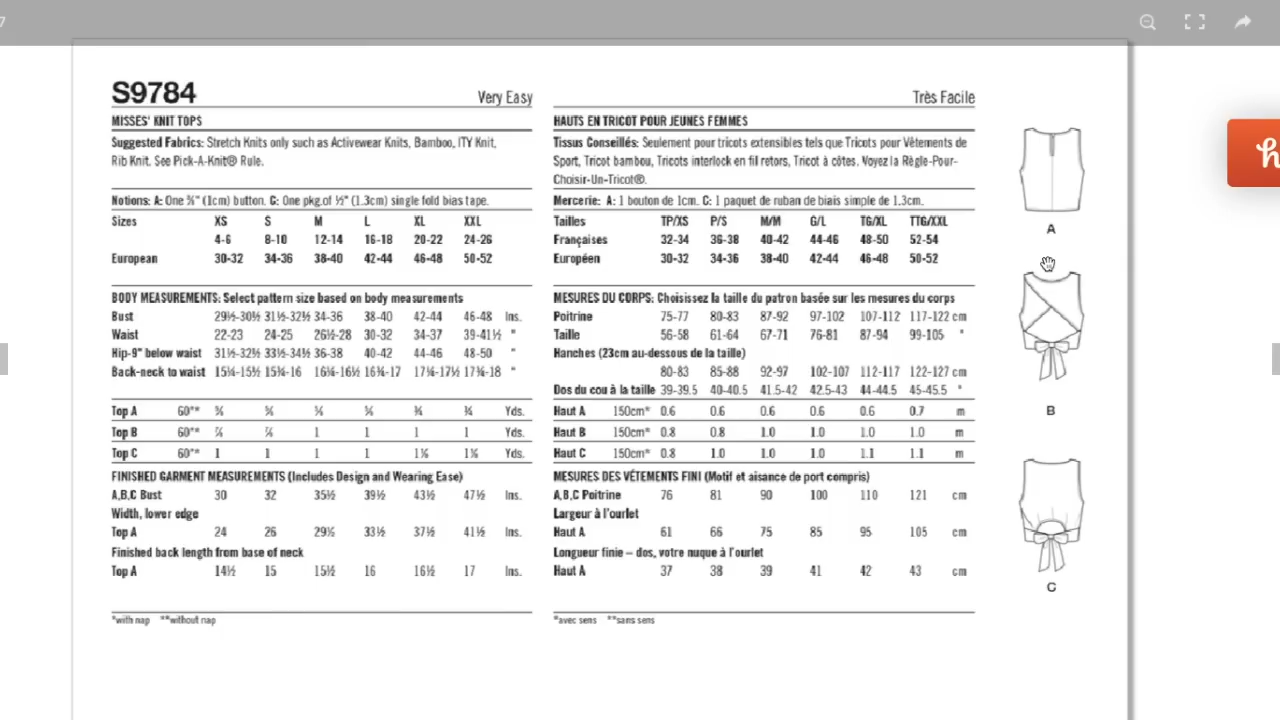 S9784 Very Easy
MISSES' KNIT TOPS
Suggested Fabrics: Stretch Knits only such as Activewear Knits, Bamboo, ITY Knit,
Rib Knit. See Pick-A-Knit® Rule.
Notions: A: One ⅜" (1cm) button. C: One pkg.of ½" (1.3cm) single fold bias tape.
Sizes XS S M L XL XXL
4-6 8-10 12-14 16-18 20-22 24-26
European 30-32 34-36 38-40 42-44 46-48 50-52
BODY MEASUREMENTS: Select pattern size based on body measurements
Bust 29½-30½ 31½-32½ 34-36 38-40 42-44 46-48 Ins.
Waist 22-23 24-25 26½-28 30-32 34-37 39-41½ "
Hip-9" below waist 31½-32½ 33½-34½ 36-38 40-42 44-46 48-50 "
Back-neck to waist 15¼-15½ 15¾-16 16¼-16½ 16¾-17 17¼-17½ 17¾-18 "
Top A 60"* Yds.
Top B 60"* ⅞ ⅞ 1 1 1 1 Yds.
Top C 60"* 1 1 1 1 1⅛ 1⅛ Yds.
FINISHED GARMENT MEASUREMENTS (Includes Design and Wearing Ease)
A,B,C Bust 30 32 35½ 39½ 43½ 47½ Ins.
Width, lower edge
Top A 24 26 29½ 33½ 37½ 41½ Ins.
Finished back length from base of neck
Top A 14½ 15 15½ 16 16½ 17 Ins.
*with nap **without nap
Très Facile
HAUTS EN TRICOT POUR JEUNES FEMMES
Tissus Conseillés: Seulement pour tricots extensibles tels que Tricots pour Vêtements de
Sport, Tricot bambou, Tricots interlock en fil retors, Tricot à côtes. Voyez la Règle-Pour-
Choisir-Un-Tricot®.
Mercerie: A: 1 bouton de 1cm. C: 1 paquet de ruban de biais simple de 1.3cm.
Tailles TP/XS P/S M/M G/L TG/XL TTG/XXL
Françaises 32-34 36-38 40-42 44-46 48-50 52-54
Européen 30-32 34-36 38-40 42-44 46-48 50-52
MESURES DU CORPS: Choisissez la taille du patron basée sur les mesures du corps
Poitrine 75-77 80-83 87-92 97-102 107-112 117-122 cm
Taille 56-58 61-64 67-71 76-81 87-94 99-105 "
Hanches (23cm au-dessous de la taille)
80-83 85-88 92-97 102-107 112-117 122-127 cm
Dos du cou à la taille 39-39.5 40-40.5 41.5-42 42.5-43 44-44.5 45-45.5 "
Haut A 150cm* 0.6 0.6 0.6 0.6 0.6 0.7 m
Haut B 150cm* 0.8 0.8 1.0 1.0 1.0 1.0 m
Haut C 150cm* 0.8 1.0 1.0 1.0 1.1 1.1 m
MESURES DES VÊTEMENTS FINI (Motif et aisance de port compris)
A,B,C Poitrine 76 81 90 100 110 121 cm
Largeur à l'ourlet
Haut A 61 66 75 85 95 105 cm
Longueur finie – dos, votre nuque à l'ourlet
Haut A 37 38 39 41 42 43 cm
*avec sens **sans sens
A
B
C